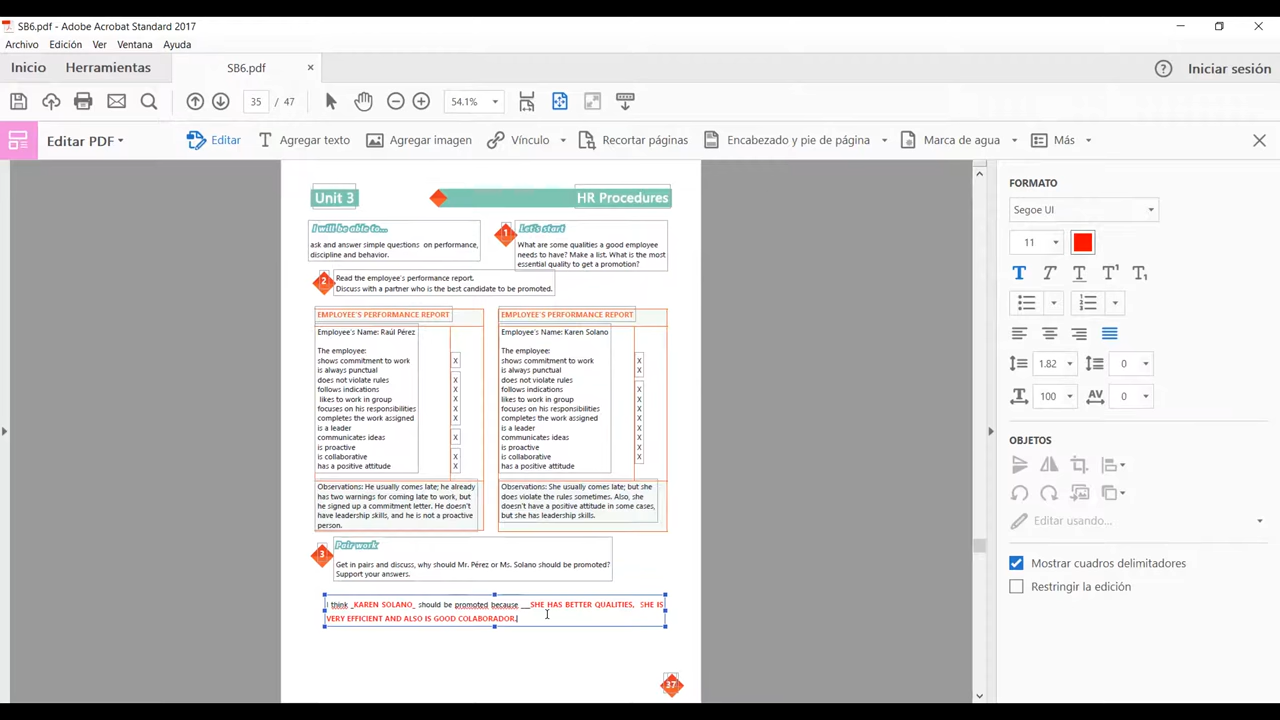 SB6.pdf - Adobe Acrobat Standard 2017
Archivo Edición Ver Ventana Ayuda
Inicio Herramientas SB6.pdf × Iniciar sesión
35 / 47 54.1%
Editar PDF Editar Agregar texto Agregar imagen Vínculo Recortar páginas Encabezado y pie de página Marca de agua Más
Unit 3 HR Procedures
I will be able to...
ask and answer simple questions on performance,
discipline and behavior.
1 Let's start
What are some qualities a good employee
needs to have? Make a list. What is the most
essential quality to get a promotion?
2 Read the employee's performance report.
Discuss with a partner who is the best candidate to be promoted.
EMPLOYEE'S PERFORMANCE REPORT
Employee's Name: Raúl Pérez
The employee:
shows commitment to work X
is always punctual
does not violate rules X
follows indications X
likes to work in group X
focuses on his responsibilities X
completes the work assigned X
is a leader
communicates ideas X
is proactive
is collaborative X
has a positive attitude X
Observations: He usually comes late; he already
has two warnings for coming late to work, but
he signed up a commitment letter. He doesn't
have leadership skills, and he is not a proactive
person.
EMPLOYEE'S PERFORMANCE REPORT
Employee's Name: Karen Solano
The employee:
shows commitment to work X
is always punctual X
does not violate rules
follows indications X
likes to work in group X
focuses on his responsibilities X
completes the work assigned X
is a leader X
communicates ideas X
is proactive X
is collaborative X
has a positive attitude
Observations: She usually comes late; but she
does violate the rules sometimes. Also, she
doesn't have a positive attitude in some cases,
but she has leadership skills.
3 Pair work
Get in pairs and discuss, why should Mr. Pérez or Ms. Solano should be promoted?
Support your answers.
I think _KAREN SOLANO_ should be promoted because ___SHE HAS BETTER QUALITIES, SHE IS
VERY EFFICIENT AND ALSO IS GOOD COLABORADOR,
37
FORMATO
Segoe UI
11
T T T T¹ T₁
1.82 0
100 AV 0
OBJETOS
Editar usando...
Mostrar cuadros delimitadores
Restringir la edición